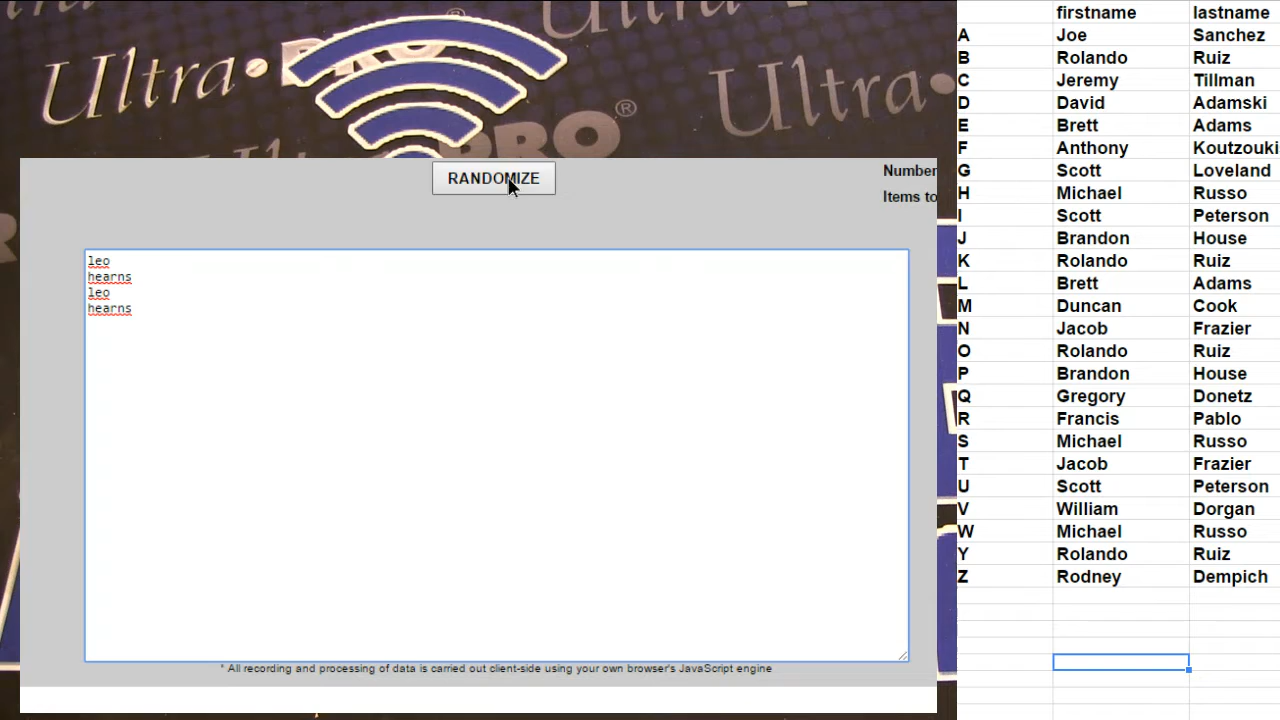 Ultra PRO ®
Ultra
Ultra PRO ®
Ultra
RANDOMIZE
Number
Items to
leo
hearns
leo
hearns
* All recording and processing of data is carried out client-side using your own browser's JavaScript engine
firstname lastname
A Joe Sanchez
B Rolando Ruiz
C Jeremy Tillman
D David Adamski
E Brett Adams
F Anthony Koutzouki
G Scott Loveland
H Michael Russo
I Scott Peterson
J Brandon House
K Rolando Ruiz
L Brett Adams
M Duncan Cook
N Jacob Frazier
O Rolando Ruiz
P Brandon House
Q Gregory Donetz
R Francis Pablo
S Michael Russo
T Jacob Frazier
U Scott Peterson
V William Dorgan
W Michael Russo
Y Rolando Ruiz
Z Rodney Dempich